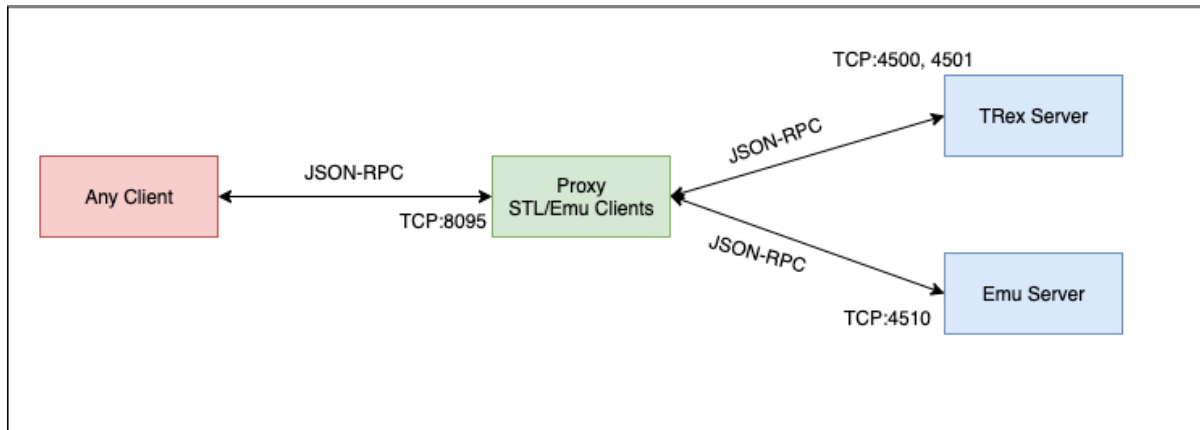 TCP:4500, 4501
TRex Server
JSON-RPC
Any Client
JSON-RPC
TCP:8095
Proxy
STL/Emu Clients
JSON-RPC
Emu Server
TCP:4510